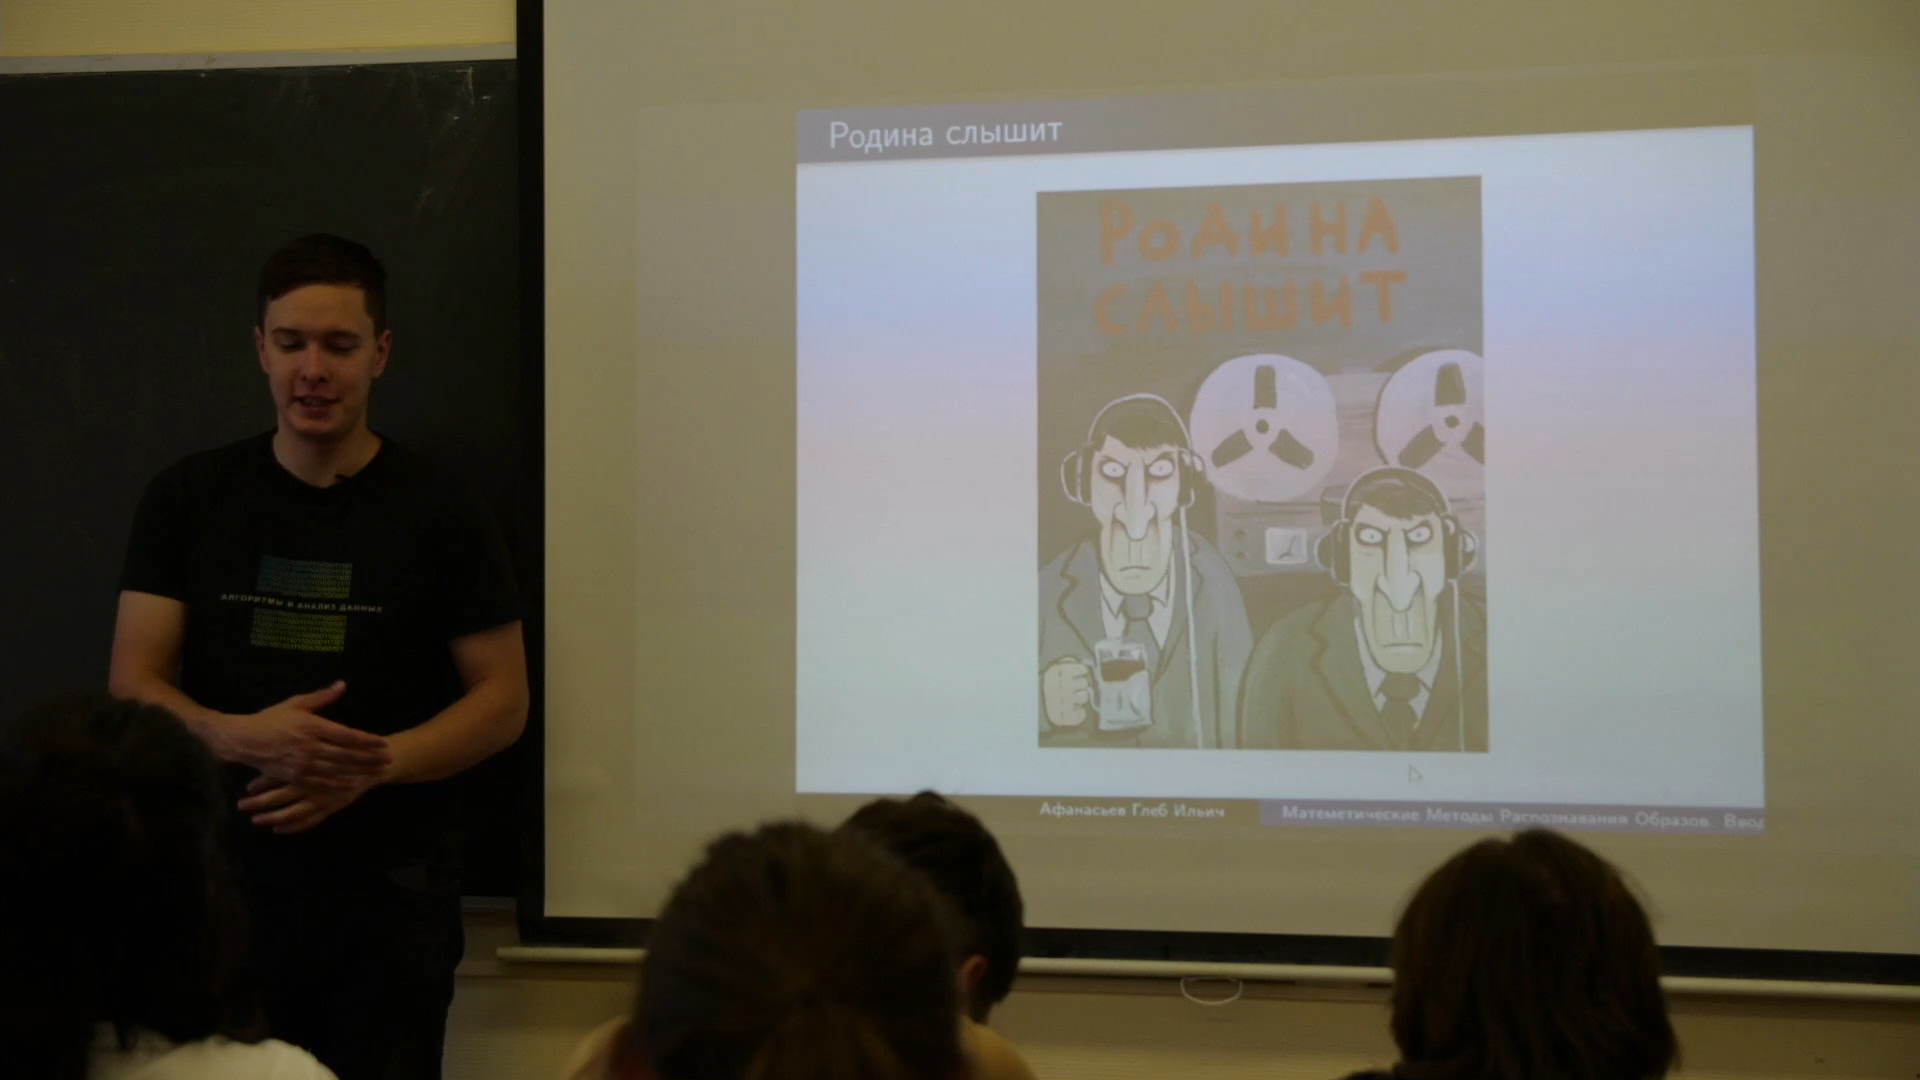 Родина слышит
РОДИНА
СЛЫШИТ
АЛГОРИТМЫ И АНАЛИЗ ДАННЫХ
Афанасьев Глеб Ильич
Матеметические Методы Распознавания Образов. Ввод